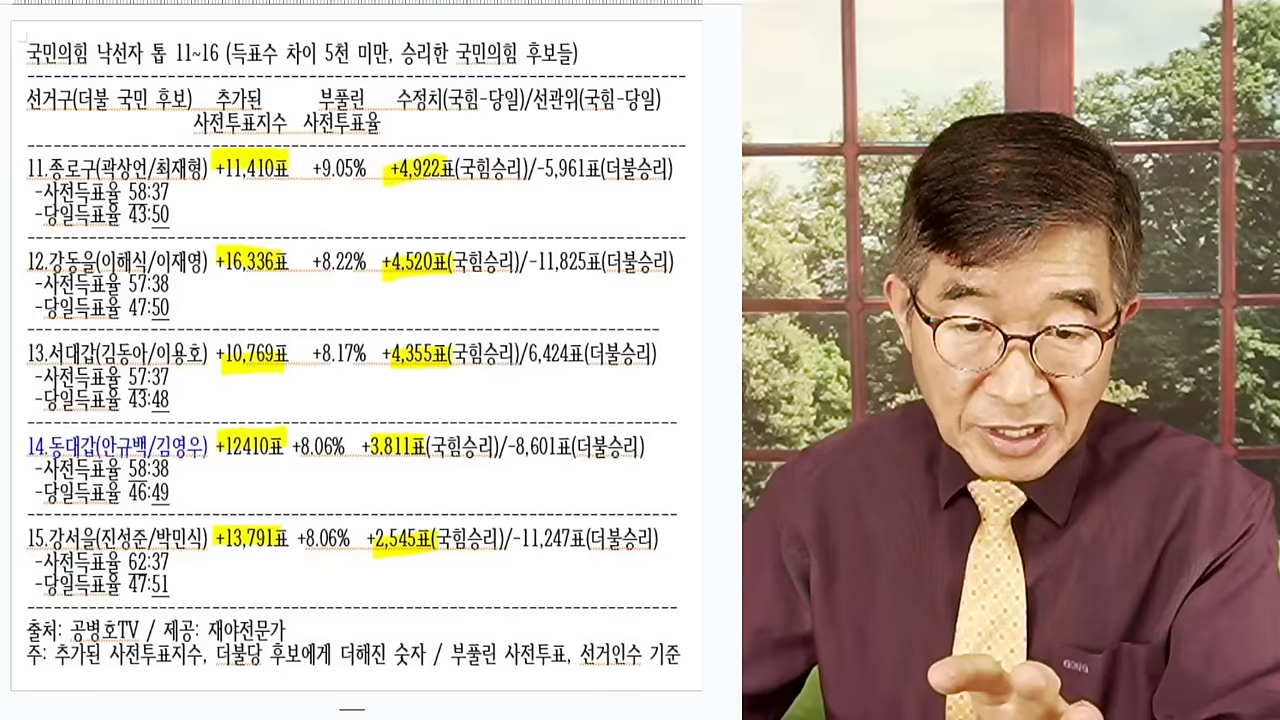 국민의힘 낙선자 톱 11~16 (득표수 차이 5천 미만, 승리한 국민의힘 후보들)
선거구(더불 국민 후보) 추가된 부풀린 수정치(국힘-당일)/선관위(국힘-당일)
사전투표지수 사전투표율
11.종로구(곽상언/최재형) +11,410표 +9.05% +4,922표(국힘승리)/-5,961표(더불승리)
-사전득표율 58:37
-당일득표율 43:50
12.강동을(이해식/이재영) +16,336표 +8.22% +4,520표(국힘승리)/-11,825표(더불승리)
-사전득표율 57:38
-당일득표율 47:50
13.서대갑(김동아/이용호) +10,769표 +8.17% +4,355표(국힘승리)/6,424표(더불승리)
-사전득표율 57:37
-당일득표율 43:48
14.동대갑(안규백/김영우) +12410표 +8.06% +3.811표(국힘승리)/-8,601표(더불승리)
-사전득표율 58:38
-당일득표율 46:49
15.강서을(진성준/박민식) +13,791표 +8.06% +2,545표(국힘승리)/-11,247표(더불승리)
-사전득표율 62:37
-당일득표율 47:51
출처: 공병호TV / 제공: 재야전문가
주: 추가된 사전투표지수, 더불당 후보에게 더해진 숫자 / 부풀린 사전투표, 선거인수 기준